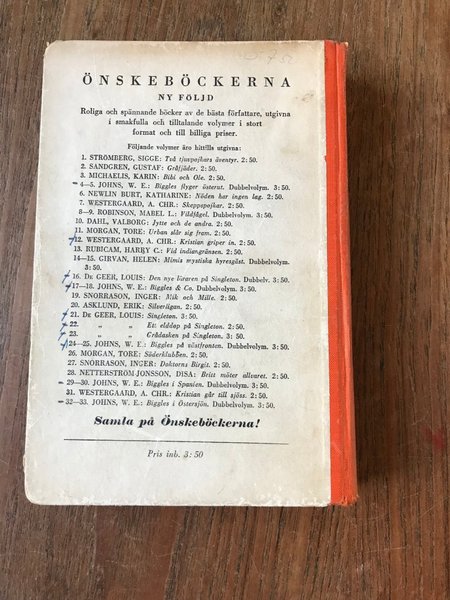 ÖNSKEBÖCKERNA
NY FÖLJD
Roliga och spännande böcker av de bästa författare, utgivna
i smakfulla och tilltalande volymer i stort
format och till billiga priser.
Följande volymer äro hittills utgivna:
1. STRÖMBERG, SIGGE: Två tjuvpojkars äventyr. 2: 50.
2. SANDGREN, GUSTAF: Gråfjäder. 2: 50.
3. MICHAELIS, KARIN: Bibi och Ole. 2: 50.
4—5. JOHNS, W. E.: Biggles flyger österut. Dubbelvolym. 3: 50.
6. NEWLIN BURT, KATHARINE: Nöden har ingen lag. 2: 50.
7. WESTERGAARD, A. CHR.: Skeppspojkar. 2: 50.
8—9. ROBINSON, MABEL L.: Vildfågel. Dubbelvolym. 3: 50.
10. DAHL, VALBORG: Jytte och de andra. 2: 50.
11. MORGAN, TORE: Urban slår sig fram. 2: 50.
12. WESTERGAARD, A. CHR.: Kristian griper in. 2: 50.
13. RUBICAM, HARRY C.: Vid indiangränsen. 2: 50.
14—15. GIRVAN, HELEN: Mimis mystiska hyresgäst. Dubbelvolym.
3: 50.
16. DE GEER, LOUIS: Den nye läraren på Singleton. Dubbelv. 3: 50.
17—18. JOHNS, W. E.: Biggles & Co. Dubbelvolym. 3: 50.
19. SNORRASON, INGER: Mik och Mille. 2: 50.
20. ASKLUND, ERIK: Silverligan. 2: 50.
21. DE GEER, LOUIS: Singleton. 3: 50.
22. „ „ Ett elddop på Singleton. 2: 50.
23. „ „ Grådasken på Singleton. 3: 50.
24—25. JOHNS, W. E.: Biggles på västfronten. Dubbelvolym. 3: 50.
26. MORGAN, TORE: Söderklubben. 2: 50.
27. SNORRASON, INGER: Doktorns Birgit. 2: 50.
28. NETTERSTRÖM-JONSSON, DISA: Britt möter allvaret. 2: 50.
29—30. JOHNS, W. E.: Biggles i Spanien. Dubbelvolym. 3: 50.
31. WESTERGAARD, A. CHR.: Kristian går till sjöss. 2: 50.
32—33. JOHNS, W. E.: Biggles i Östersjön. Dubbelvolym. 3: 50.
Samla på Önskeböckerna!
Pris inb. 3: 50